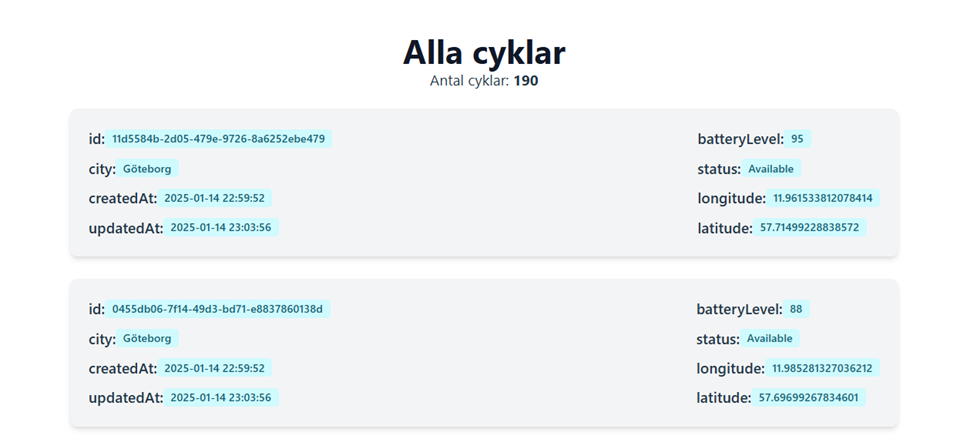 Alla cyklar
Antal cyklar: 190
id: 11d5584b-2d05-479e-9726-8a6252ebe479
city: Göteborg
createdAt: 2025-01-14 22:59:52
updatedAt: 2025-01-14 23:03:56
batteryLevel: 95
status: Available
longitude: 11.961533812078414
latitude: 57.71499228838572
id: 0455db06-7f14-49d3-bd71-e8837860138d
city: Göteborg
createdAt: 2025-01-14 22:59:52
updatedAt: 2025-01-14 23:03:56
batteryLevel: 88
status: Available
longitude: 11.985281327036212
latitude: 57.69699267834601